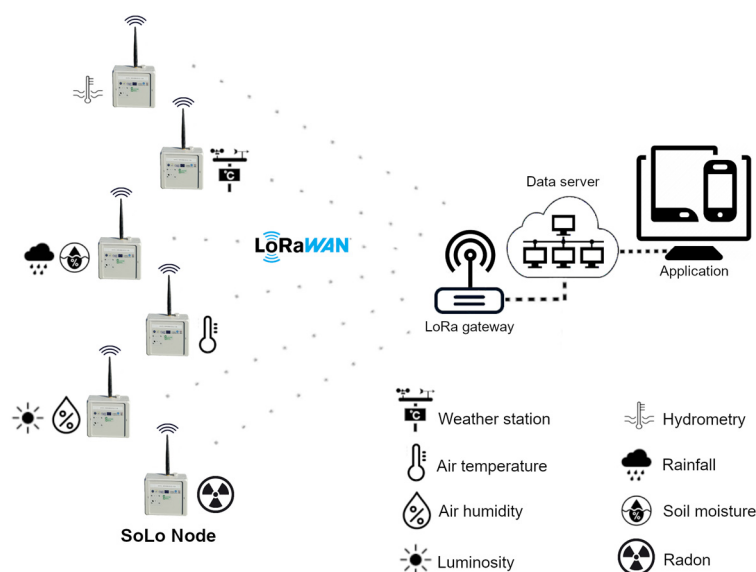 °C
%
LoRaWAN
Data server
Application
LoRa gateway
SoLo Node
°C
Weather station
Hydrometry
Air temperature
Rainfall
Air humidity
%
Soil moisture
Luminosity
Radon